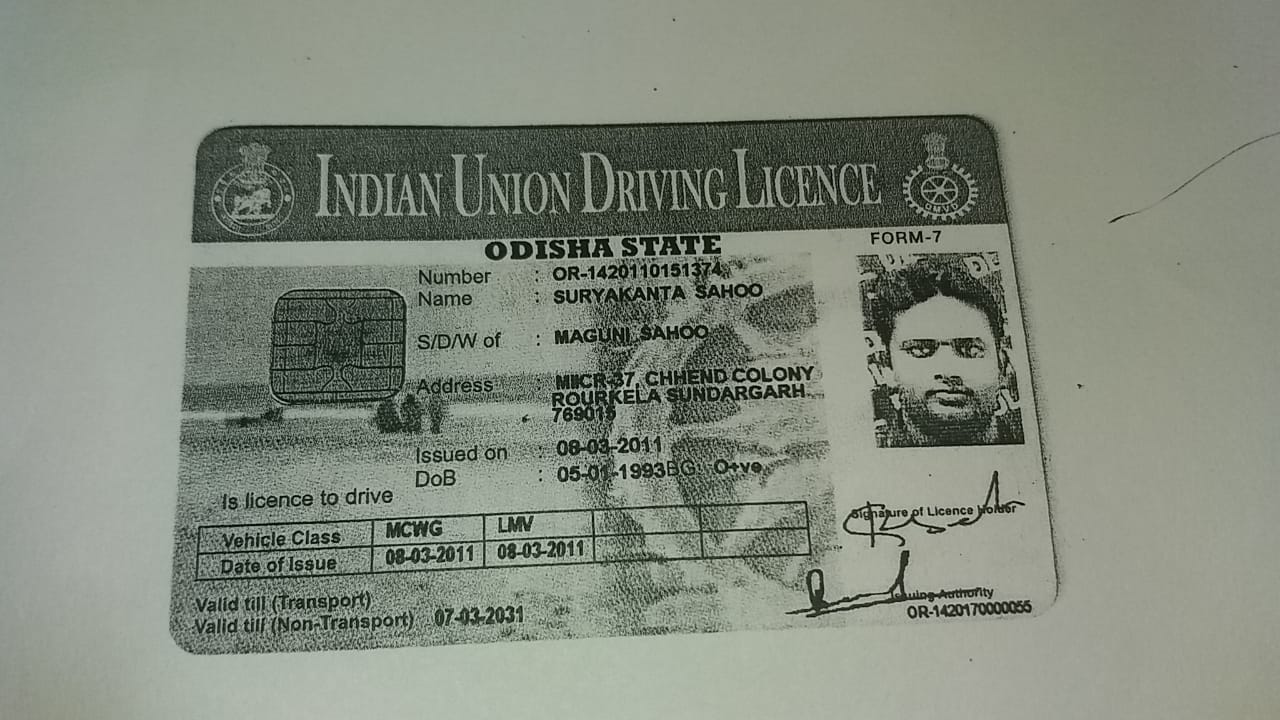 INDIAN UNION DRIVING LICENCE
ODISHA STATE
FORM-7
Number : OR-1420110151374
Name : SURYAKANTA SAHOO
S/D/W of : MAGUNI SAHOO
Address : MIICR-37, CHHEND COLONY
ROURKELA SUNDARGARH
769015
Issued on : 08-03-2011
DoB : 05-01-1993 BG: O+ve
Is licence to drive
Vehicle Class MCWG LMV
Date of Issue 08-03-2011 08-03-2011
Signature of Licence Holder
Valid till (Transport)
Valid till (Non-Transport) 07-03-2031
Issuing Authority
OR-1420170000055
OMVD